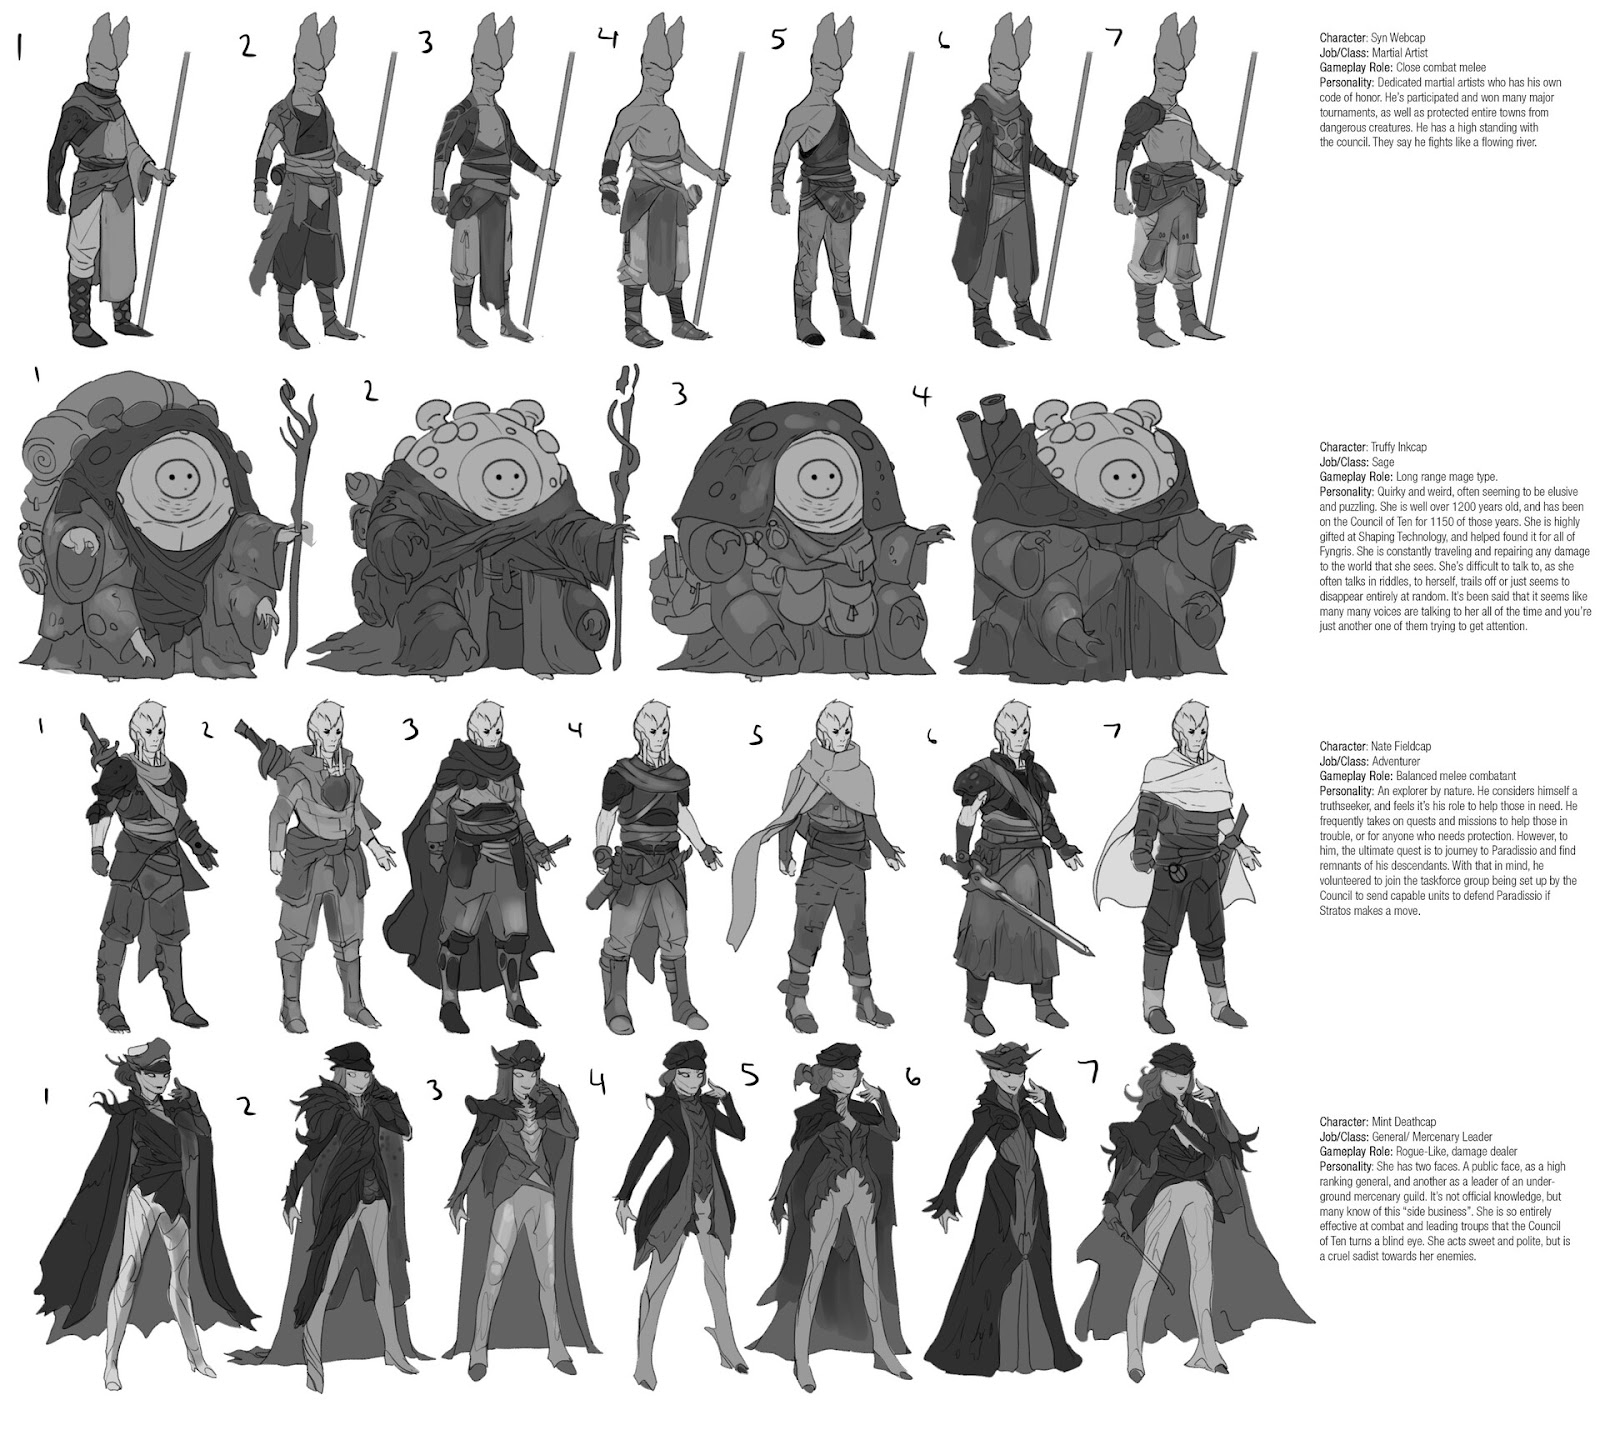 1 2 3 4 5 6 7
Character: Syn Webcap
Job/Class: Martial Artist
Gameplay Role: Close combat melee
Personality: Dedicated martial artists who has his own
code of honor. He's participated and won many major
tournaments, as well as protected entire towns from
dangerous creatures. He has a high standing with
the council. They say he fights like a flowing river.
1 2 3 4
Character: Truffy Inkcap
Job/Class: Sage
Gameplay Role: Long range mage type.
Personality: Quirky and weird, often seeming to be elusive
and puzzling. She is well over 1200 years old, and has been
on the Council of Ten for 1150 of those years. She is highly
gifted at Shaping Technology, and helped found it for all of
Fyngris. She is constantly traveling and repairing any damage
to the world that she sees. She's difficult to talk to, as she
often talks in riddles, to herself, trails off or just seems to
disappear entirely at random. It's been said that it seems like
many many voices are talking to her all of the time and you're
just another one of them trying to get attention.
1 2 3 4 5 6 7
Character: Nate Fieldcap
Job/Class: Adventurer
Gameplay Role: Balanced melee combatant
Personality: An explorer by nature. He considers himself a
truthseeker, and feels it's his role to help those in need. He
frequently takes on quests and missions to help those in
trouble, or for anyone who needs protection. However, to
him, the ultimate quest is to journey to Paradissio and find
remnants of his descendants. With that in mind, he
volunteered to join the taskforce group being set up by the
Council to send capable units to defend Paradissio if
Stratos makes a move.
1 2 3 4 5 6 7
Character: Mint Deathcap
Job/Class: General/ Mercenary Leader
Gameplay Role: Rogue-Like, damage dealer
Personality: She has two faces. A public face, as a high
ranking general, and another as a leader of an under-
ground mercenary guild. It's not official knowledge, but
many know of this "side business". She is so entirely
effective at combat and leading troups that the Council
of Ten turns a blind eye. She acts sweet and polite, but is
a cruel sadist towards her enemies.